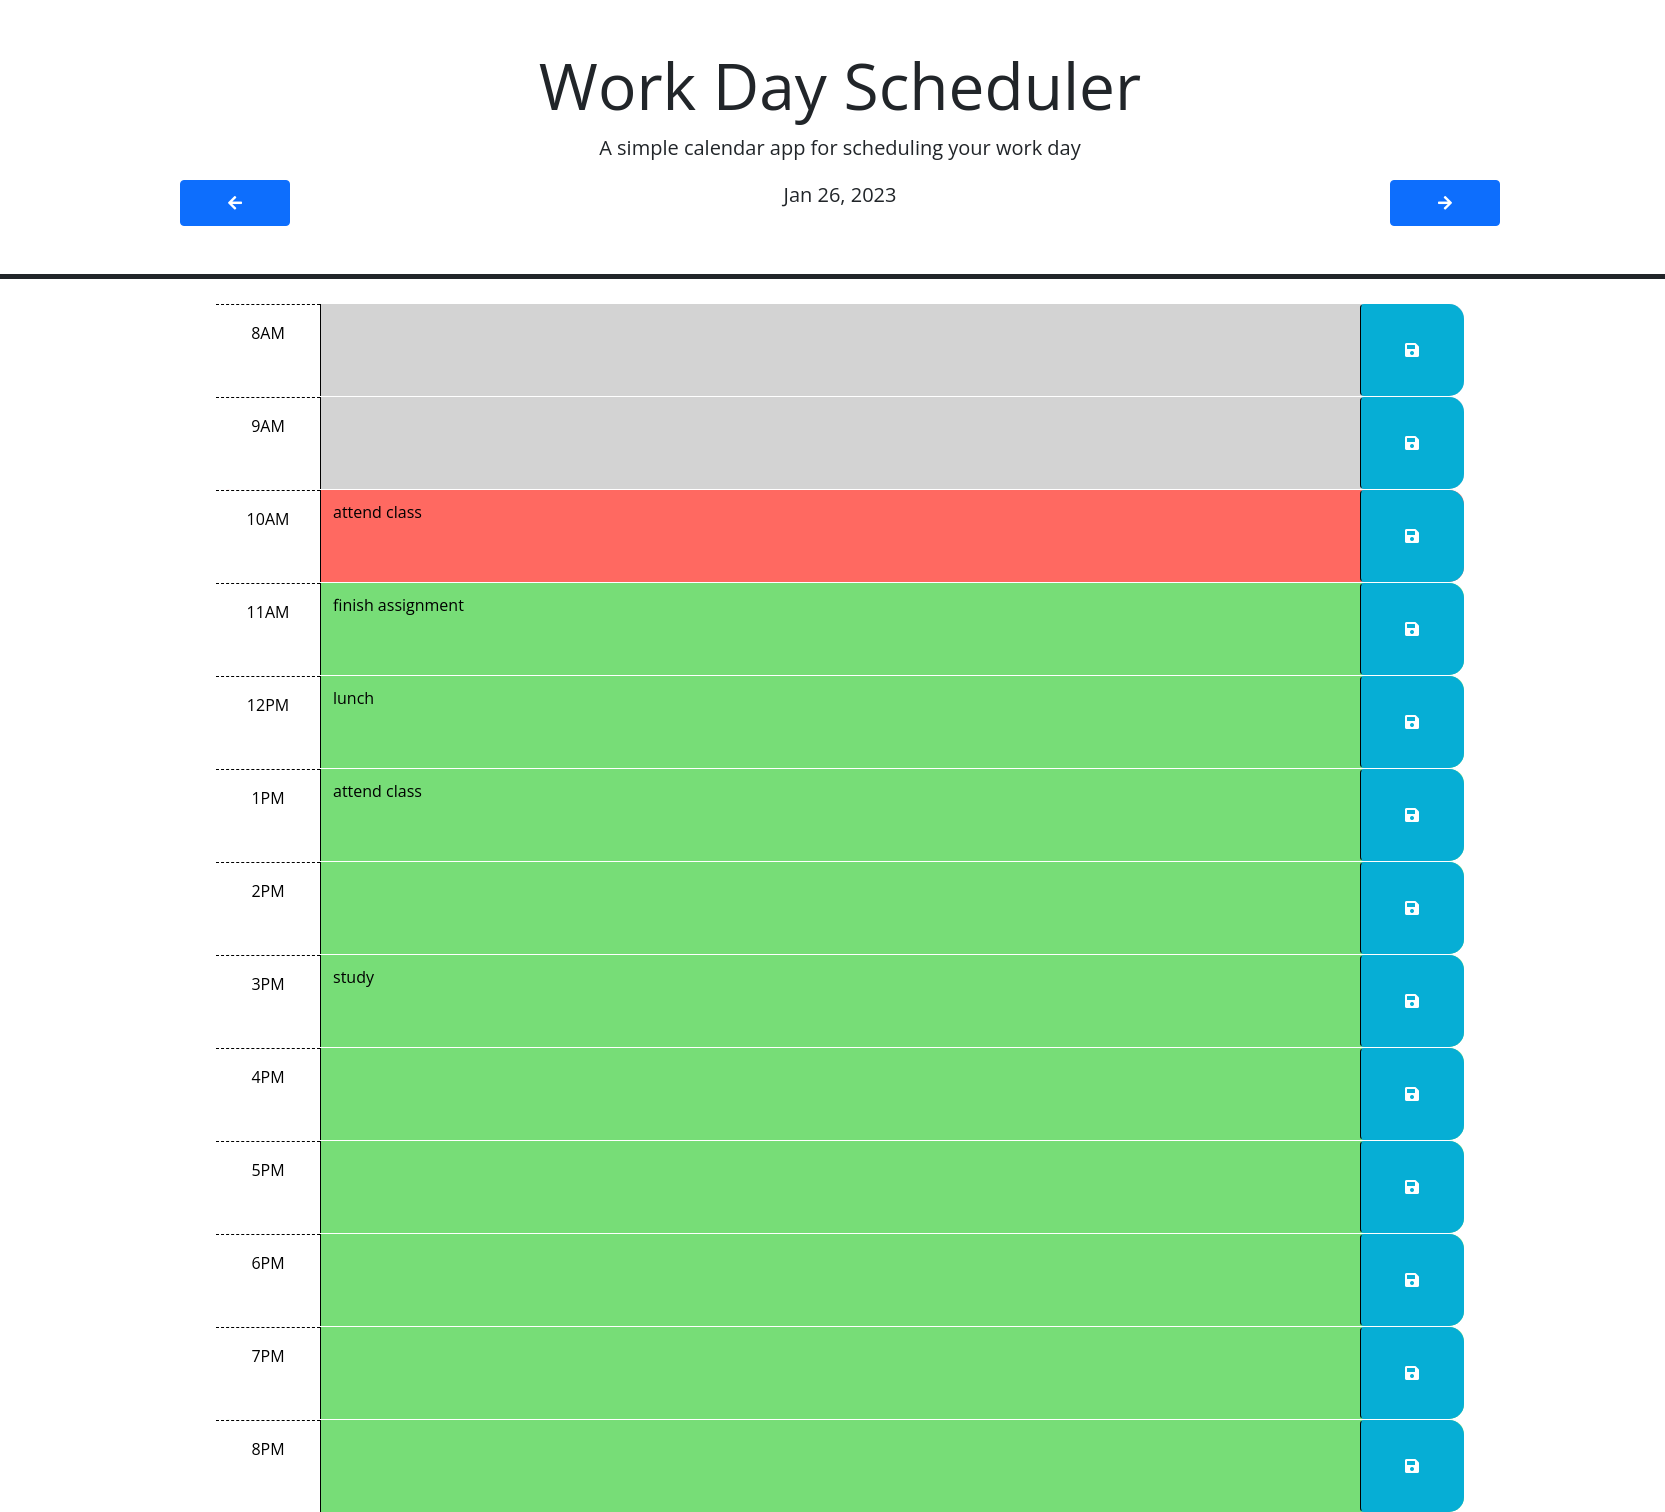 Work Day Scheduler
A simple calendar app for scheduling your work day
Jan 26, 2023
8AM
9AM
10AM attend class
11AM finish assignment
12PM lunch
1PM attend class
2PM
3PM study
4PM
5PM
6PM
7PM
8PM